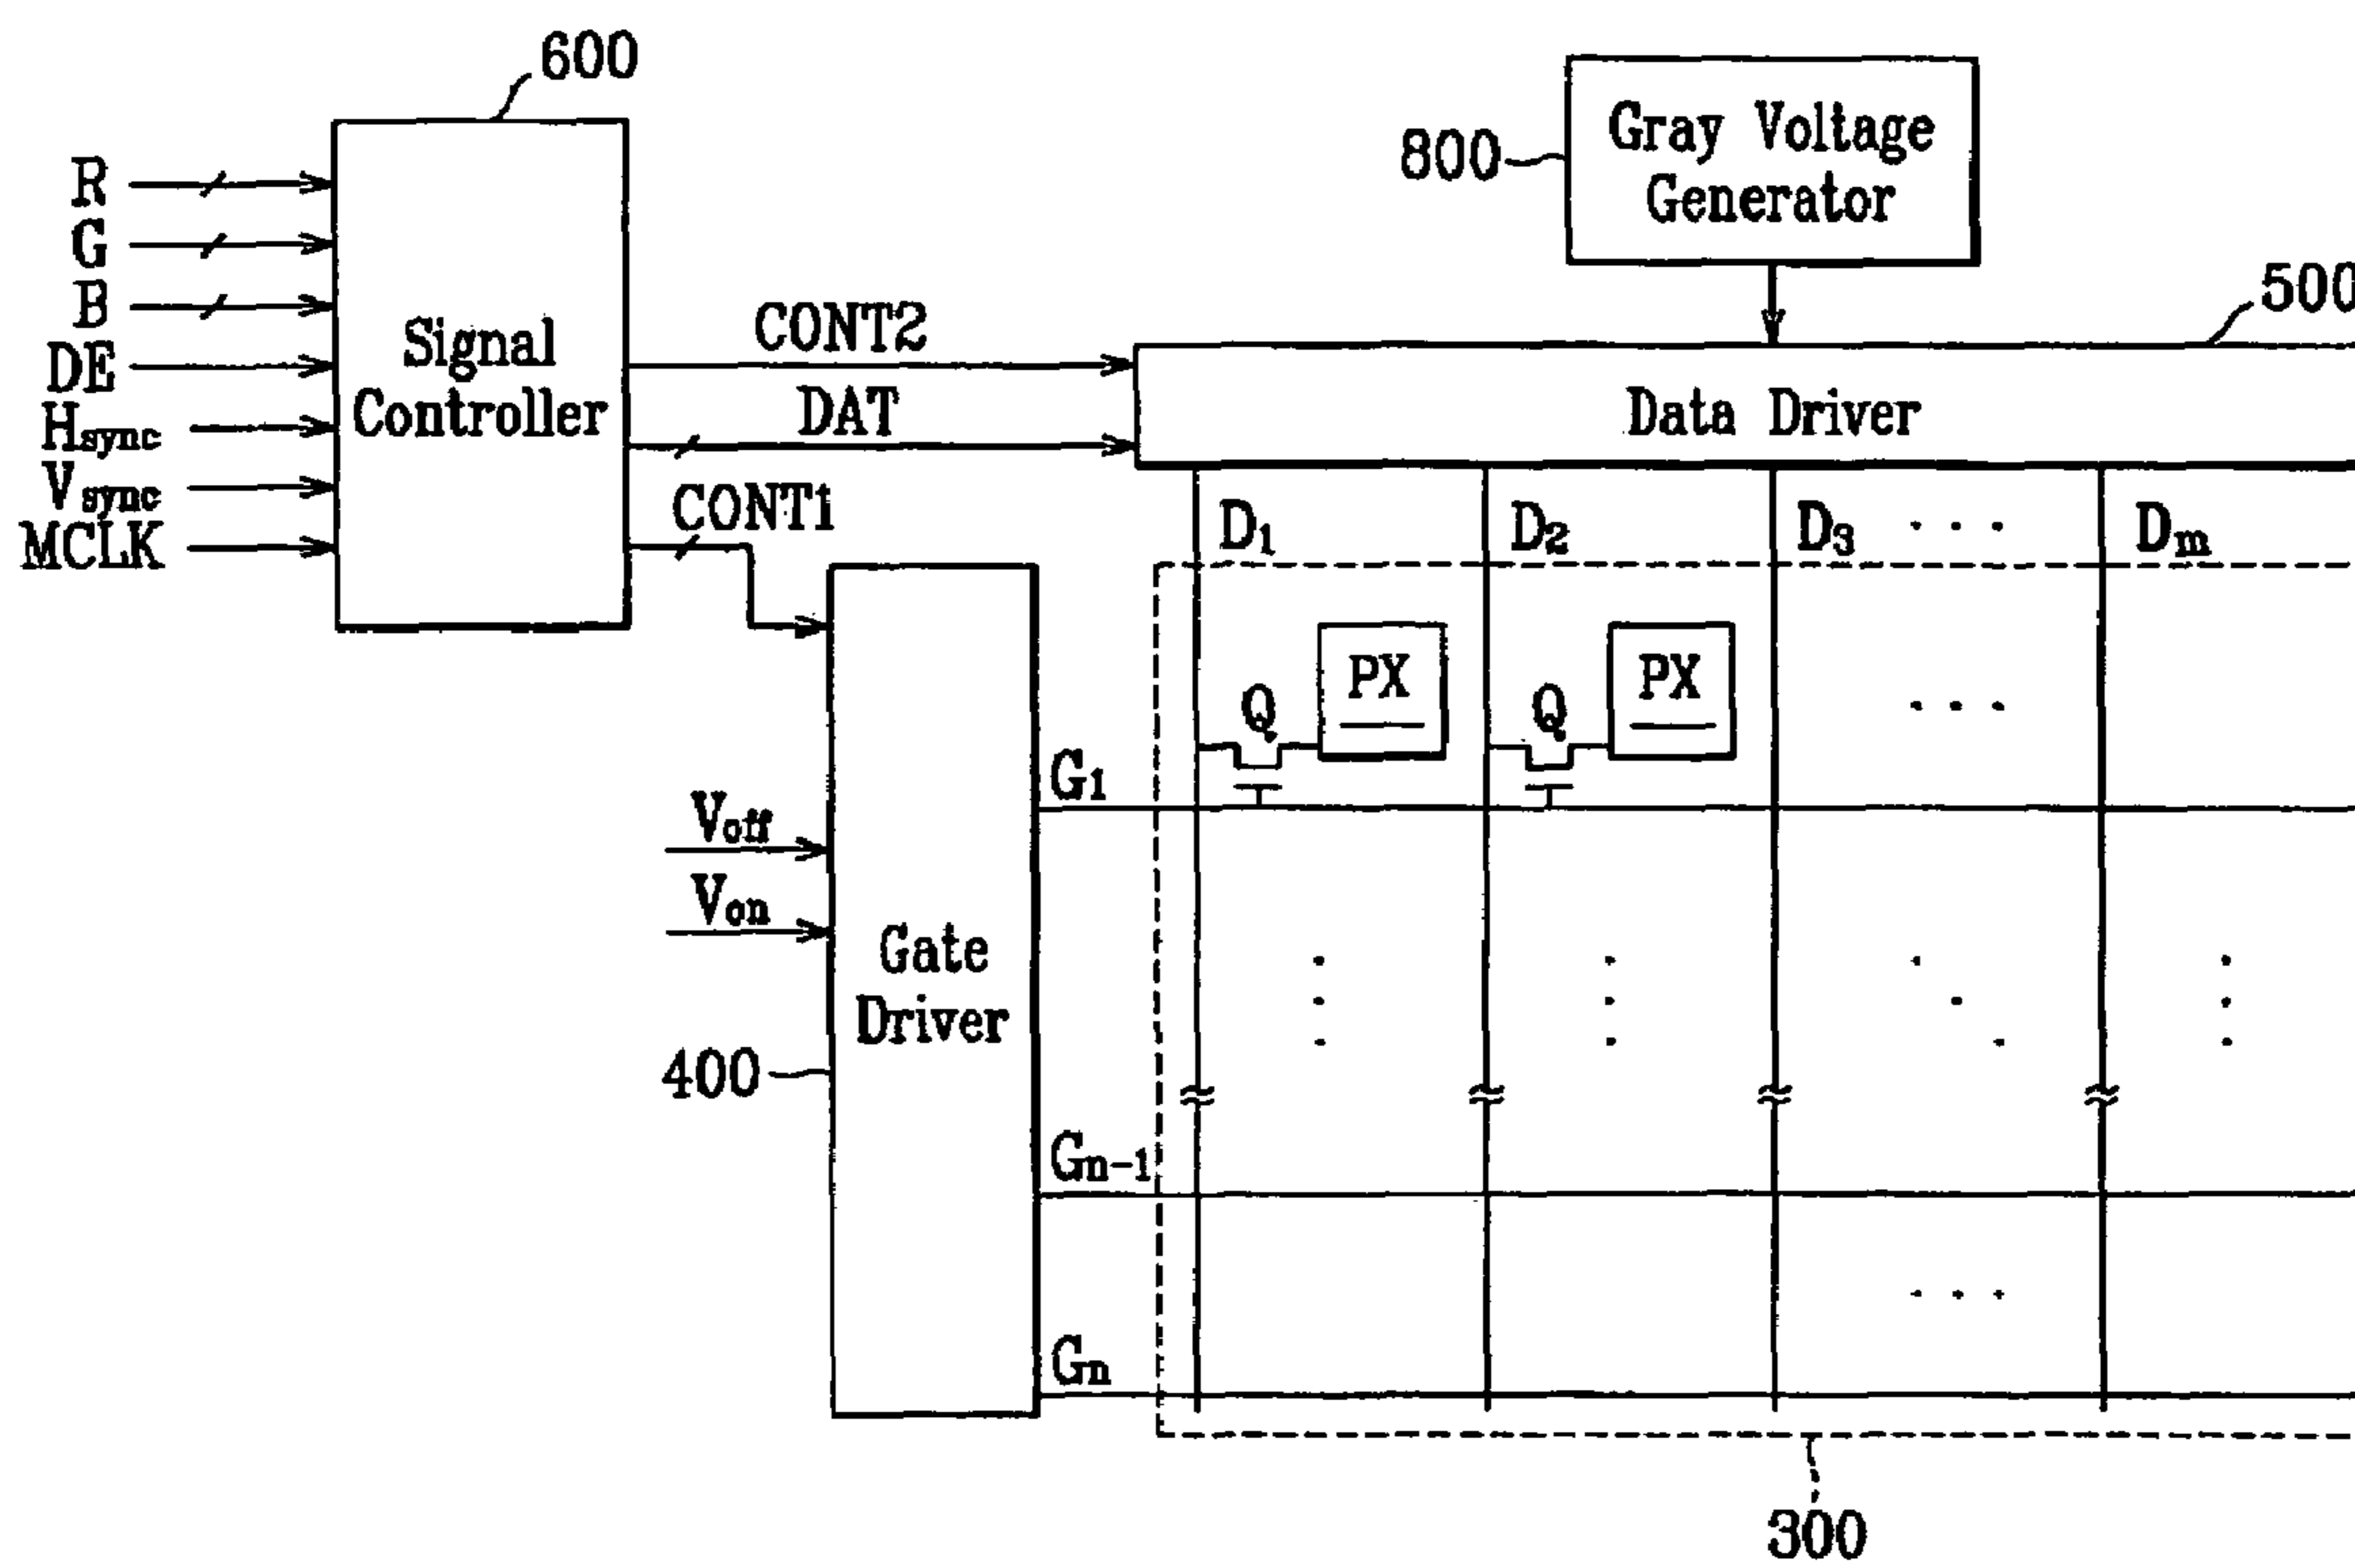 600
R
G
B
DE
Hsync
Vsync
MCLK
Signal
Controller
CONT2
DAT
CONT1
800
Gray Voltage
Generator
500
Data Driver
D1 D2 D3 ... Dm
Q PX Q PX ...
G1
Voff
Von
Gate
Driver
400
Gn-1
...
Gn
300